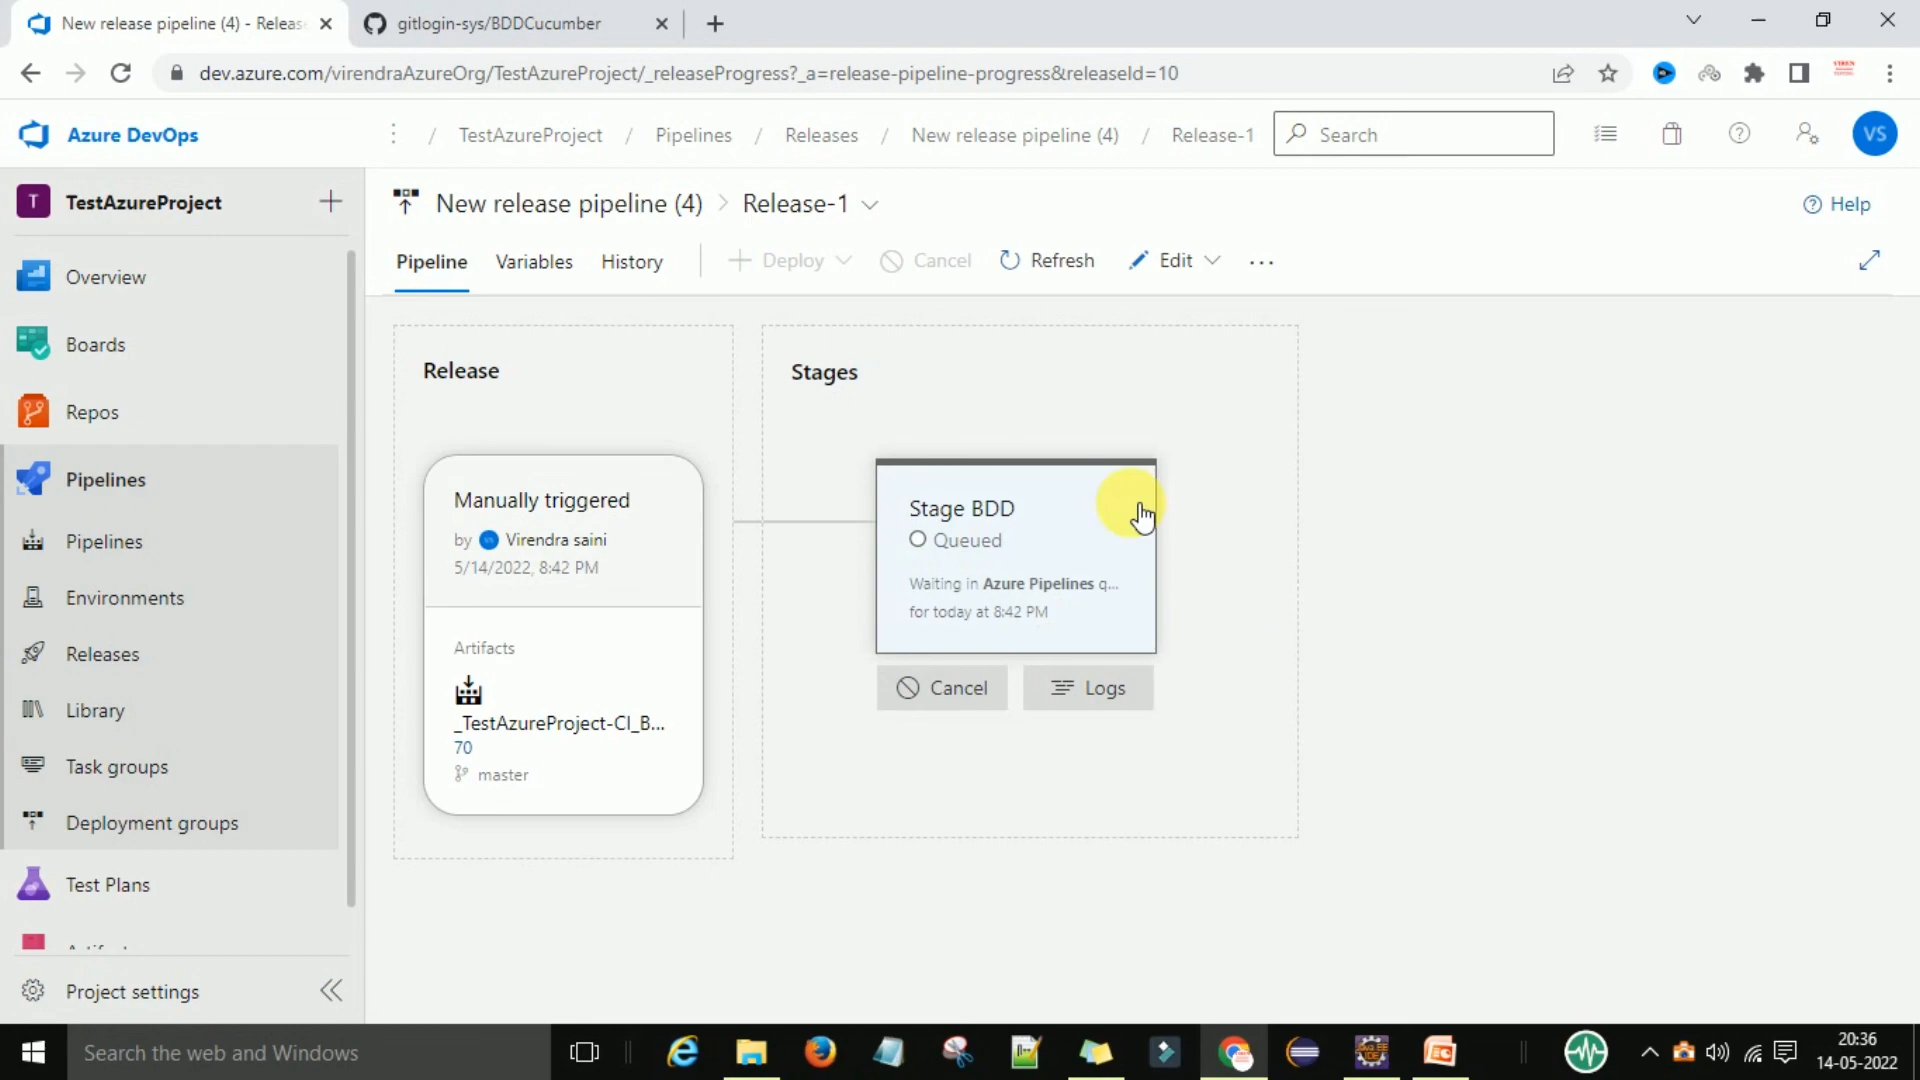 New release pipeline (4) - Releas
gitlogin-sys/BDDCucumber
dev.azure.com/virendraAzureOrg/TestAzureProject/_releaseProgress?_a=release-pipeline-progress&releaseId=10
VIREN
Azure DevOps
/ TestAzureProject / Pipelines / Releases / New release pipeline (4) / Release-1
Search
VS
T TestAzureProject
New release pipeline (4) > Release-1
Help
Pipeline
Variables
History
Deploy
Cancel
Refresh
Edit
...
Overview
Boards
Repos
Pipelines
Pipelines
Environments
Releases
Library
Task groups
Deployment groups
Test Plans
Project settings
Release
Manually triggered
by Virendra saini
5/14/2022, 8:42 PM
Artifacts
_TestAzureProject-CI_B...
70
master
Stages
Stage BDD
Queued
Waiting in Azure Pipelines q...
for today at 8:42 PM
Cancel
Logs
Search the web and Windows
20:36
14-05-2022